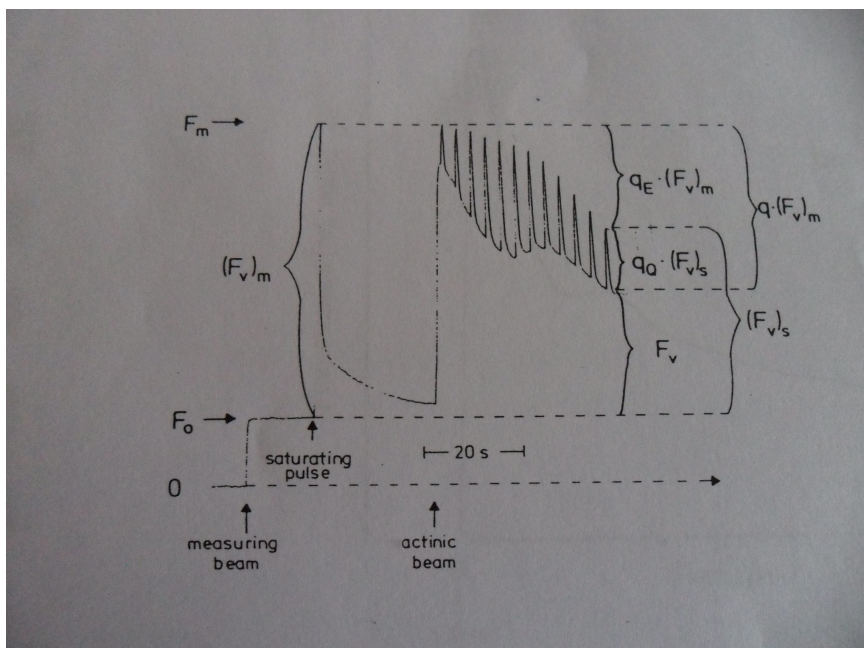 Fm
qE·(Fv)m
q·(Fv)m
(Fv)m
qQ·(Fv)s
(Fv)s
Fv
Fo
saturating
pulse
20 s
0
measuring
beam
actinic
beam